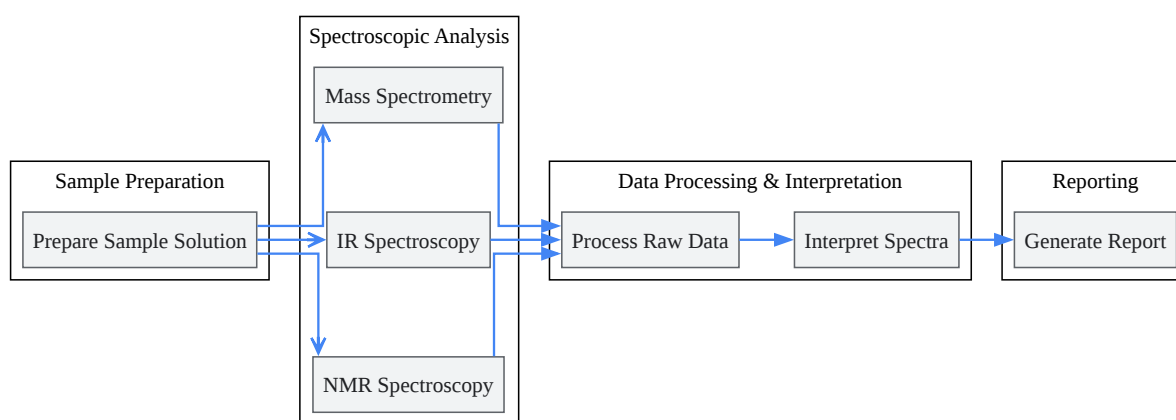 Spectroscopic Analysis
Mass Spectrometry
Sample Preparation
Data Processing & Interpretation
Reporting
Prepare Sample Solution
IR Spectroscopy
Process Raw Data
Interpret Spectra
Generate Report
NMR Spectroscopy